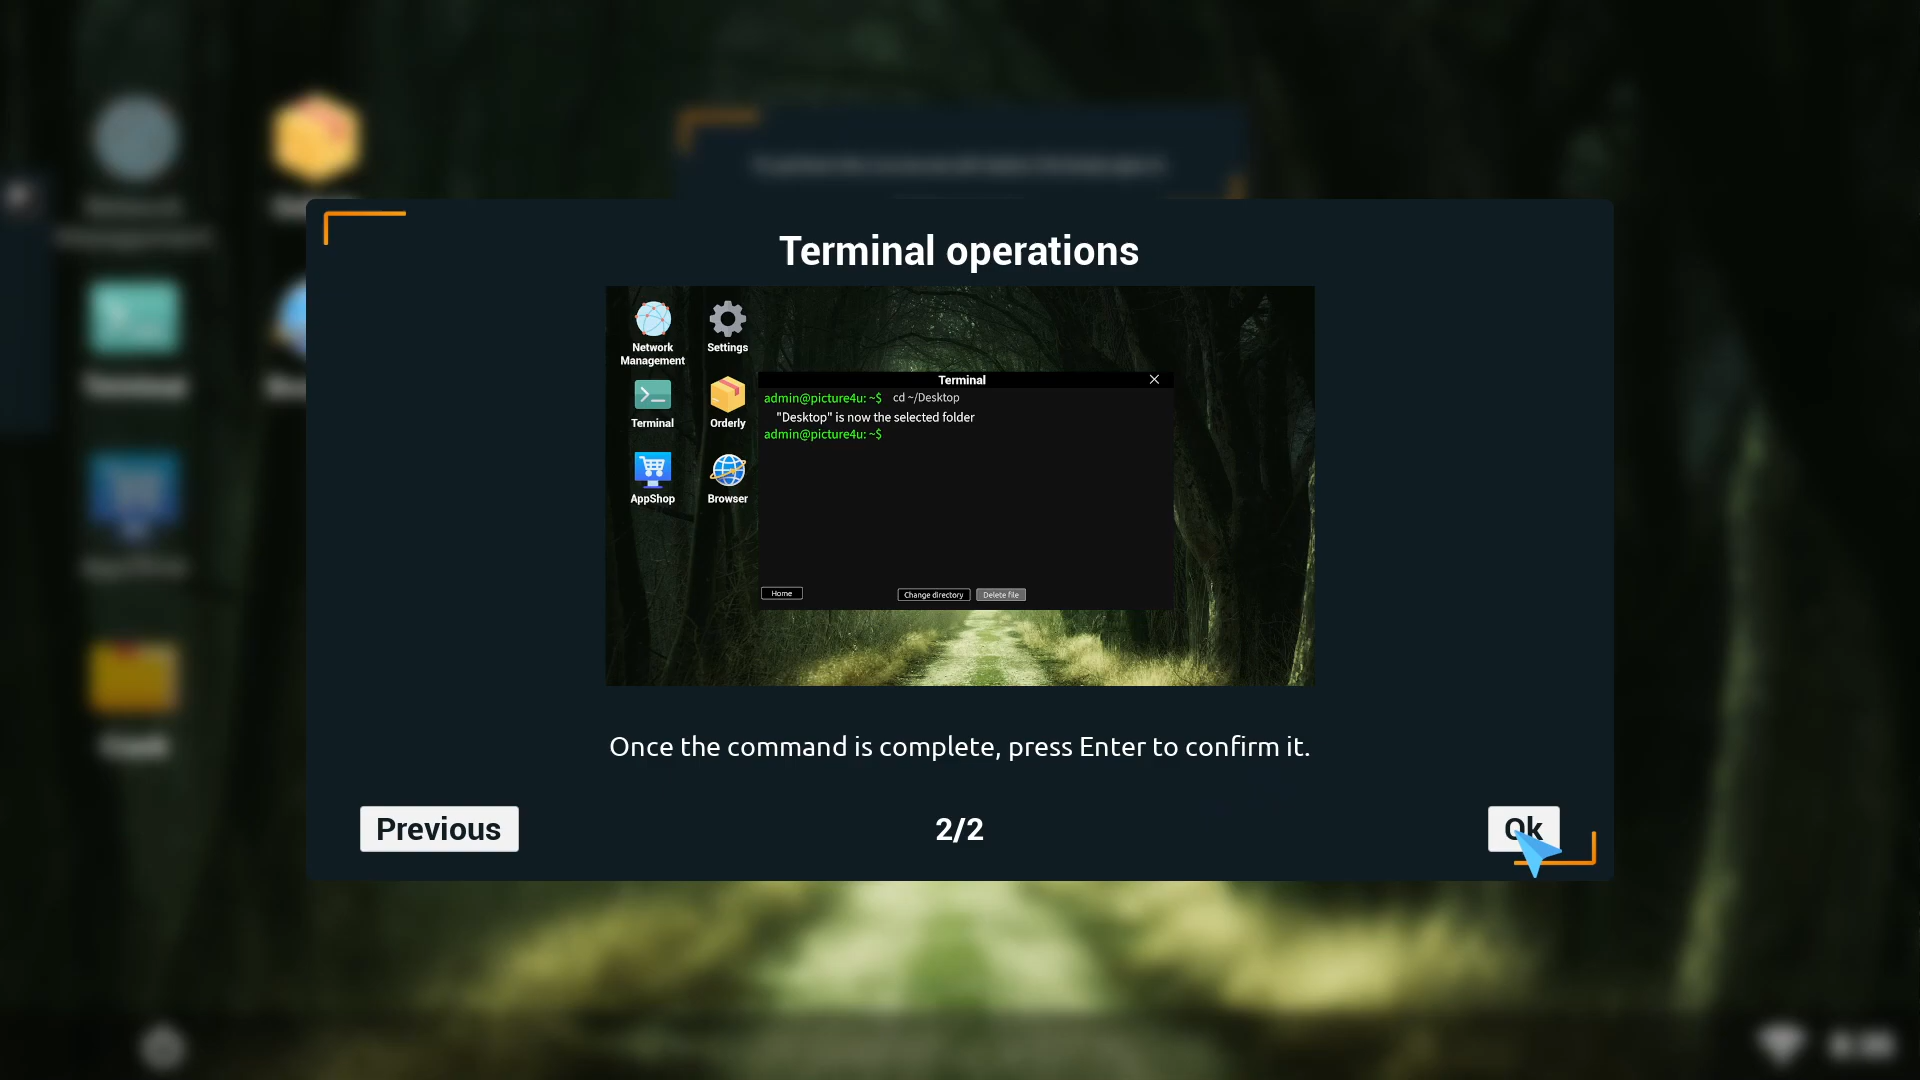 Terminal operations
Network
Management
Settings
Terminal
admin@picture4u: ~$ cd ~/Desktop
"Desktop" is now the selected folder
admin@picture4u: ~$
Terminal
Orderly
AppShop
Browser
Home
Change directory
Delete file
Once the command is complete, press Enter to confirm it.
Previous
2/2
Ok
Terminal